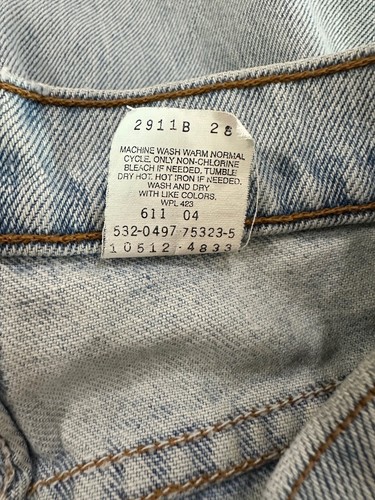 2911B 28
MACHINE WASH WARM NORMAL
CYCLE. ONLY NON-CHLORINE
BLEACH IF NEEDED. TUMBLE
DRY HOT. HOT IRON IF NEEDED.
WASH AND DRY
WITH LIKE COLORS.
WPL 423
611 04
532-0497 75323-5
10512-4833